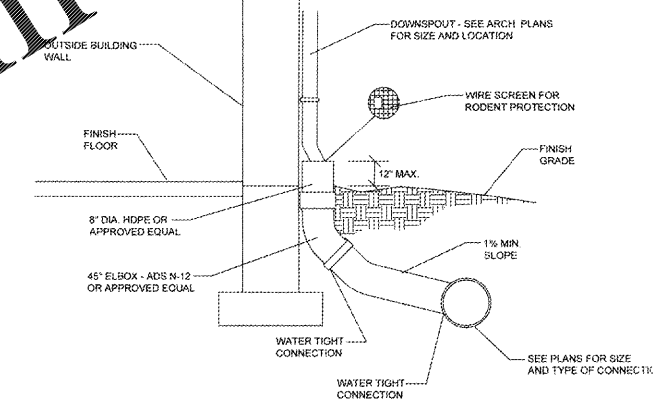 DOWNSPOUT - SEE ARCH. PLANS
FOR SIZE AND LOCATION
OUTSIDE BUILDING
WALL
WIRE SCREEN FOR
RODENT PROTECTION
FINISH
FLOOR
FINISH
GRADE
12" MAX.
8" DIA. HDPE OR
APPROVED EQUAL
1% MIN.
SLOPE
45° ELBOX - ADS N-12
OR APPROVED EQUAL
WATER TIGHT
CONNECTION
SEE PLANS FOR SIZE
AND TYPE OF CONNECTIO
WATER TIGHT
CONNECTION